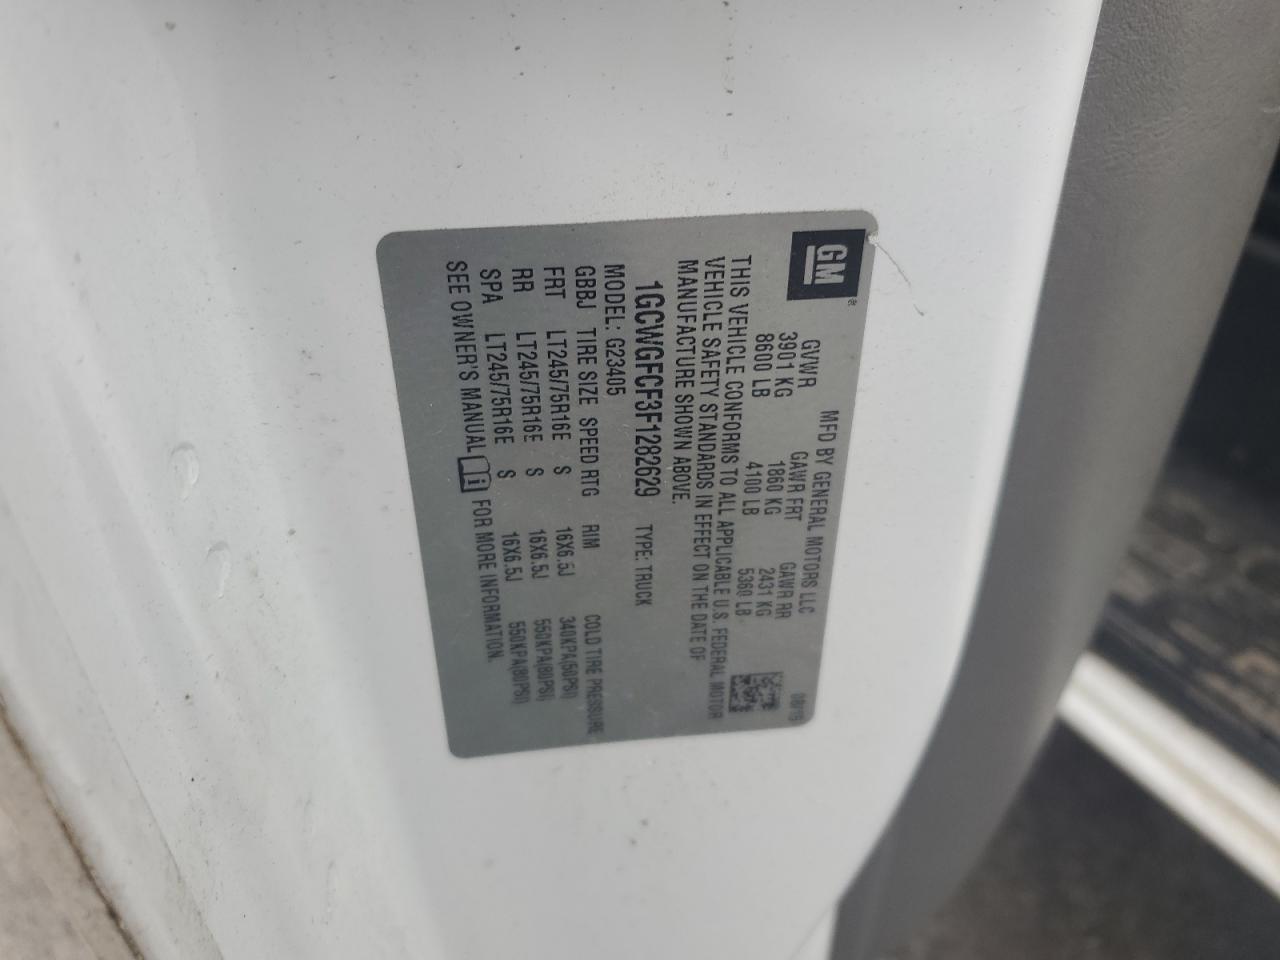 GM
MFD BY GENERAL MOTORS LLC
GVWR GAWR FRT GAWR RR
3901 KG 1860 KG 2431 KG
8600 LB 4100 LB 5360 LB
THIS VEHICLE CONFORMS TO ALL APPLICABLE U.S. FEDERAL MOTOR
VEHICLE SAFETY STANDARDS IN EFFECT ON THE DATE OF
MANUFACTURE SHOWN ABOVE.
1GCWGFCF3F1282629 TYPE: TRUCK
MODEL: G23405
GBBJ TIRE SIZE SPEED RTG RIM COLD TIRE PRESSURE
FRT LT245/75R16E S 16X6.5J 340KPA(50PSI)
RR LT245/75R16E S 16X6.5J 550KPA(80PSI)
SPA LT245/75R16E S 16X6.5J 550KPA(80PSI)
SEE OWNER'S MANUAL FOR MORE INFORMATION.